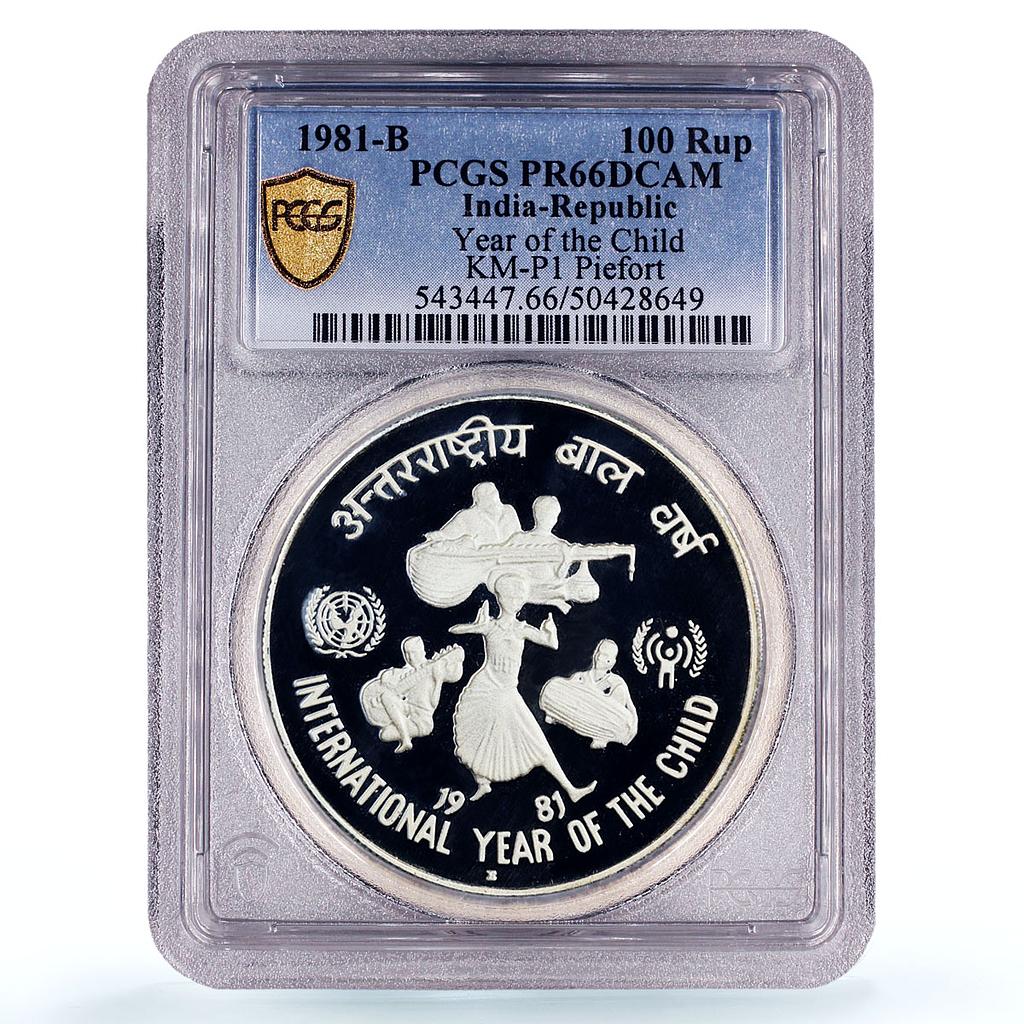 1981-B 100 Rup
PCGS PR66DCAM
India-Republic
Year of the Child
KM-P1 Piefort
543447.66/50428649
PCGS
अन्तरराष्ट्रीय बाल वर्ष
19 81
INTERNATIONAL YEAR OF THE CHILD
PCGS